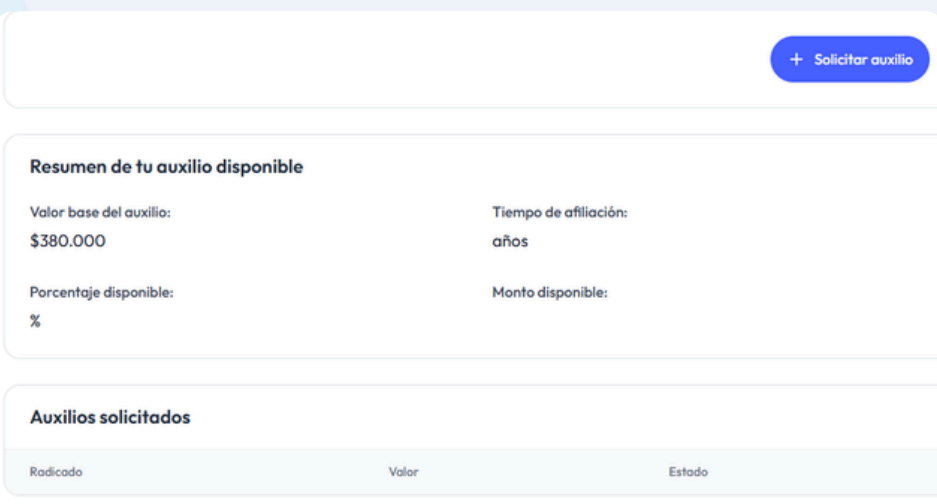 + Solicitar auxilio
Resumen de tu auxilio disponible
Valor base del auxilio:
$380.000
Tiempo de afiliación:
años
Porcentaje disponible:
%
Monto disponible:
Auxilios solicitados
Radicado Valor Estado